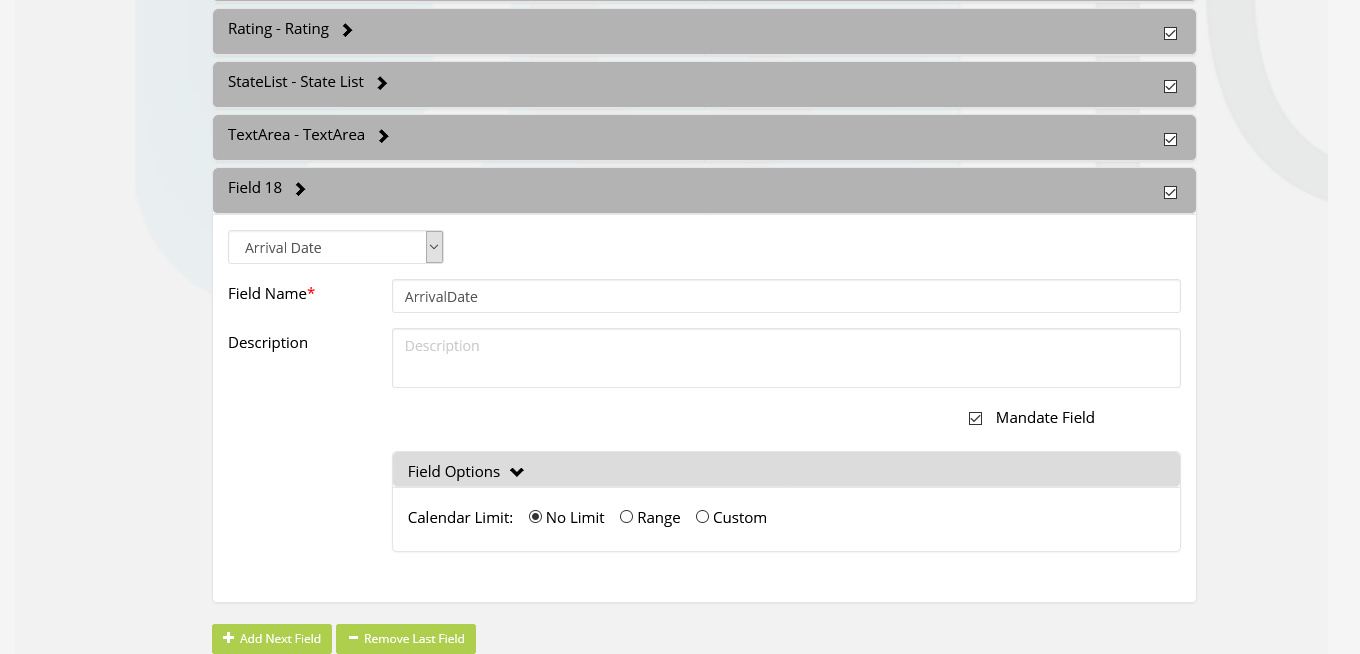 Rating - Rating
StateList - State List
TextArea - TextArea
Field 18
Arrival Date
Field Name* ArrivalDate
Description Description
Mandate Field
Field Options
Calendar Limit: No Limit Range Custom
Add Next Field Remove Last Field